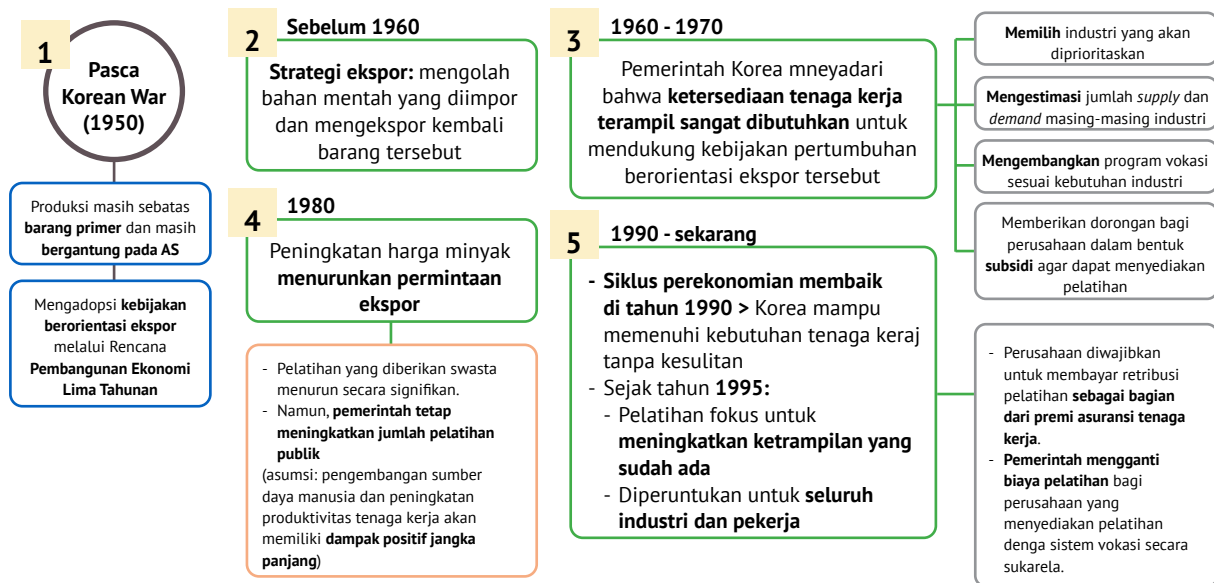 1
Pasca
Korean War
(1950)
Produksi masih sebatas
barang primer dan masih
bergantung pada AS
Mengadopsi kebijakan
berorientasi ekspor
melalui Rencana
Pembangunan Ekonomi
Lima Tahunan
2
Sebelum 1960
Strategi ekspor: mengolah
bahan mentah yang diimpor
dan mengekspor kembali
barang tersebut
3
1960 - 1970
Pemerintah Korea mneyadari
bahwa ketersediaan tenaga kerja
terampil sangat dibutuhkan untuk
mendukung kebijakan pertumbuhan
berorientasi ekspor tersebut
Memilih industri yang akan
diprioritaskan
Mengestimasi jumlah supply dan
demand masing-masing industri
Mengembangkan program vokasi
sesuai kebutuhan industri
Memberikan dorongan bagi
perusahaan dalam bentuk
subsidi agar dapat menyediakan
pelatihan
4
1980
Peningkatan harga minyak
menurunkan permintaan
ekspor
- Pelatihan yang diberikan swasta
menurun secara signifikan.
- Namun, pemerintah tetap
meningkatkan jumlah pelatihan
publik
(asumsi: pengembangan sumber
daya manusia dan peningkatan
produktivitas tenaga kerja akan
memiliki dampak positif jangka
panjang)
5
1990 - sekarang
- Siklus perekonomian membaik
di tahun 1990 > Korea mampu
memenuhi kebutuhan tenaga keraj
tanpa kesulitan
- Sejak tahun 1995:
- Pelatihan fokus untuk
meningkatkan ketrampilan yang
sudah ada
- Diperuntukan untuk seluruh
industri dan pekerja
- Perusahaan diwajibkan
untuk membayar retribusi
pelatihan sebagai bagian
dari premi asuransi tenaga
kerja.
- Pemerintah mengganti
biaya pelatihan bagi
perusahaan yang
menyediakan pelatihan
denga sistem vokasi secara
sukarela.